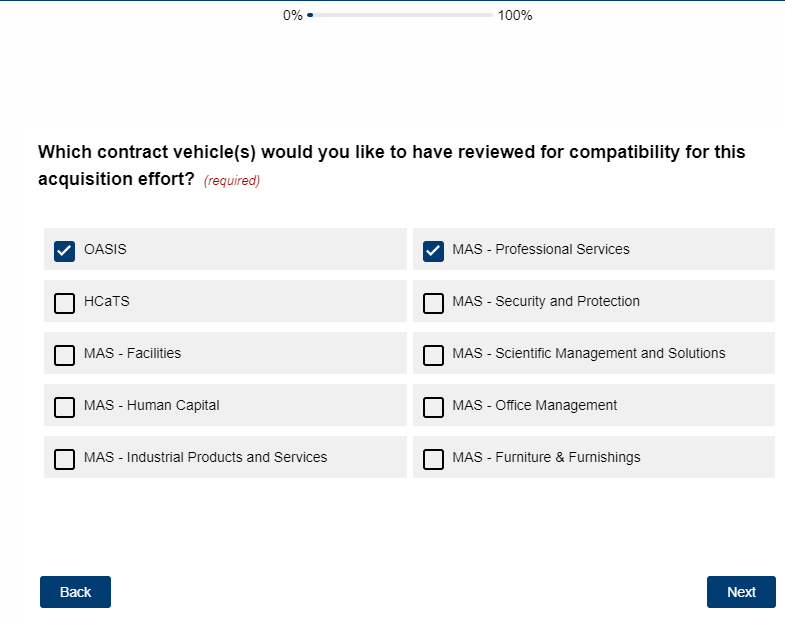 0% 100%
Which contract vehicle(s) would you like to have reviewed for compatibility for this
acquisition effort? (required)
OASIS
MAS - Professional Services
HCaTS
MAS - Security and Protection
MAS - Facilities
MAS - Scientific Management and Solutions
MAS - Human Capital
MAS - Office Management
MAS - Industrial Products and Services
MAS - Furniture & Furnishings
Back
Next